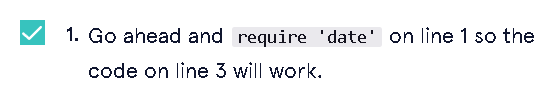 1. Go ahead and require 'date' on line 1 so the
code on line 3 will work.